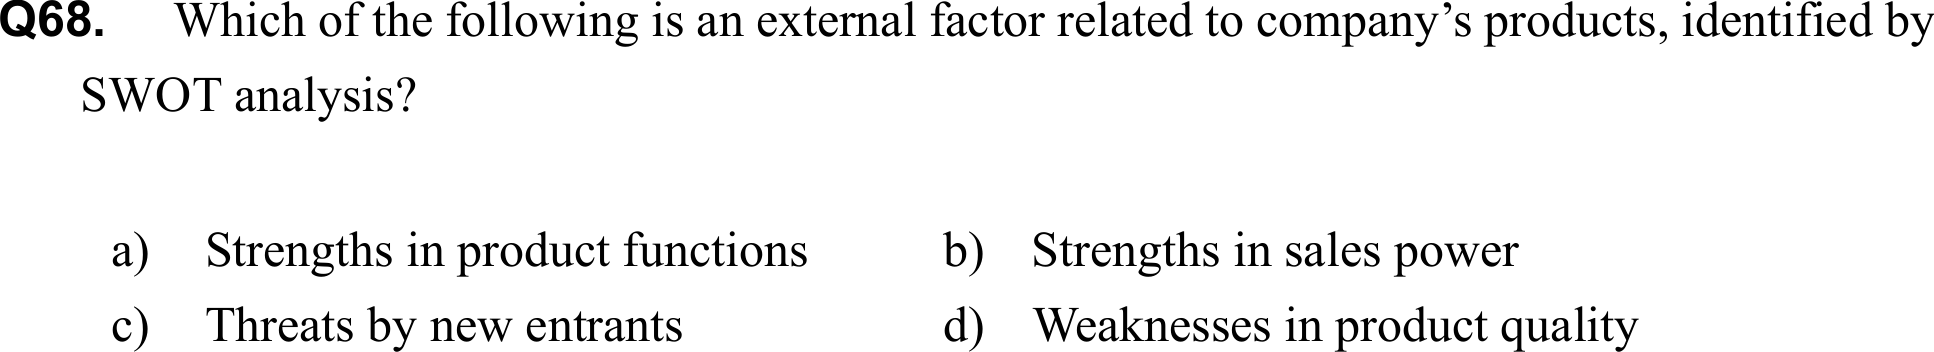 Q68. Which of the following is an external factor related to company’s products, identified by
SWOT analysis?
a) Strengths in product functions b) Strengths in sales power
c) Threats by new entrants d) Weaknesses in product quality